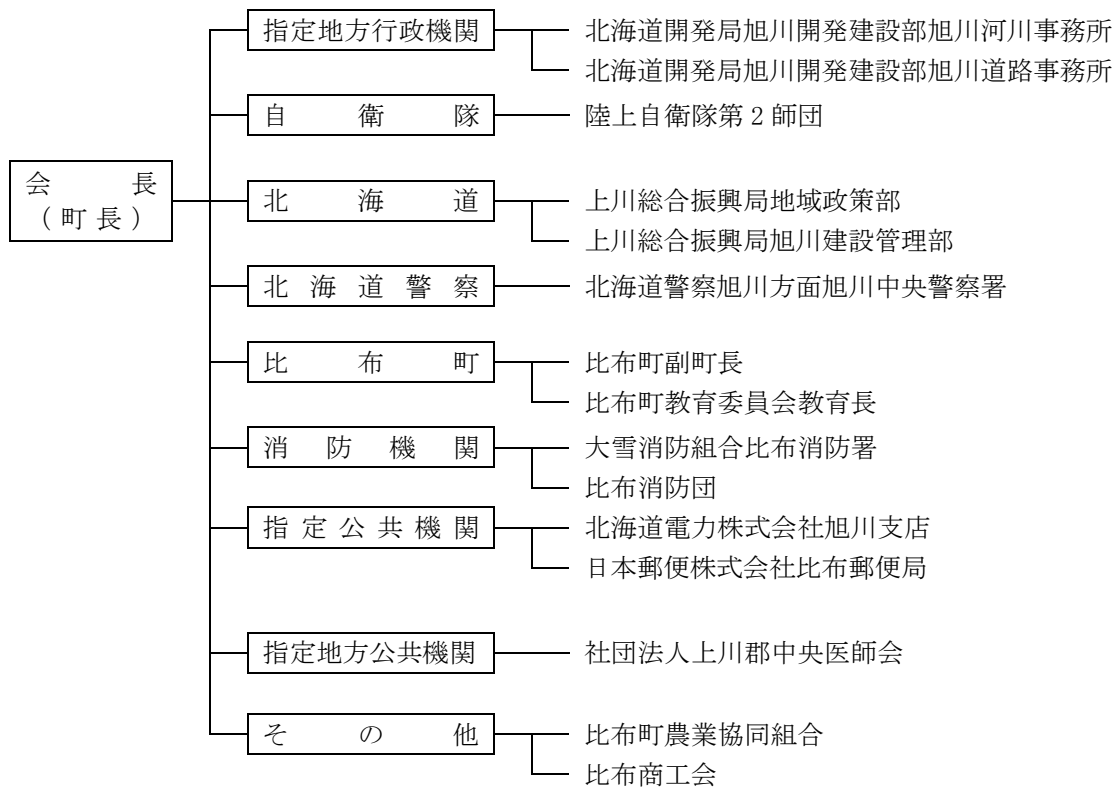 指定地方行政機関
北海道開発局旭川開発建設部旭川河川事務所
北海道開発局旭川開発建設部旭川道路事務所
自衛隊
陸上自衛隊第2師団
会長
(町長)
北海道
上川総合振興局地域政策部
上川総合振興局旭川建設管理部
北海道警察
北海道警察旭川方面旭川中央警察署
比布町
比布町副町長
比布町教育委員会教育長
消防機関
大雪消防組合比布消防署
比布消防団
指定公共機関
北海道電力株式会社旭川支店
日本郵便株式会社比布郵便局
指定地方公共機関
社団法人上川郡中央医師会
その他
比布町農業協同組合
比布商工会